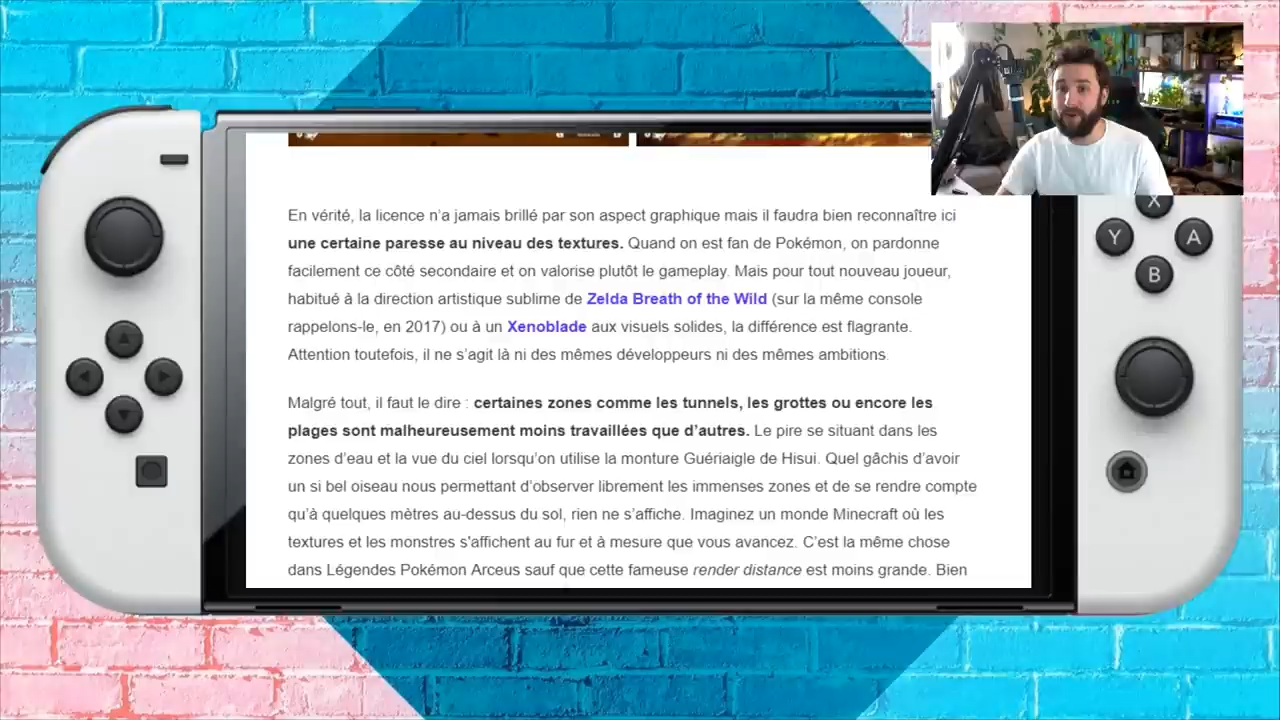 En vérité, la licence n'a jamais brillé par son aspect graphique mais il faudra bien reconnaître ici
une certaine paresse au niveau des textures. Quand on est fan de Pokémon, on pardonne
facilement ce côté secondaire et on valorise plutôt le gameplay. Mais pour tout nouveau joueur,
habitué à la direction artistique sublime de Zelda Breath of the Wild (sur la même console
rappelons-le, en 2017) ou à un Xenoblade aux visuels solides, la différence est flagrante.
Attention toutefois, il ne s'agit là ni des mêmes développeurs ni des mêmes ambitions.
Malgré tout, il faut le dire : certaines zones comme les tunnels, les grottes ou encore les
plages sont malheureusement moins travaillées que d'autres. Le pire se situant dans les
zones d'eau et la vue du ciel lorsqu'on utilise la monture Guériaigle de Hisui. Quel gâchis d'avoir
un si bel oiseau nous permettant d'observer librement les immenses zones et de se rendre compte
qu'à quelques mètres au-dessus du sol, rien ne s'affiche. Imaginez un monde Minecraft où les
textures et les monstres s'affichent au fur et à mesure que vous avancez. C'est la même chose
dans Légendes Pokémon Arceus sauf que cette fameuse render distance est moins grande. Bien
X
Y
A
B